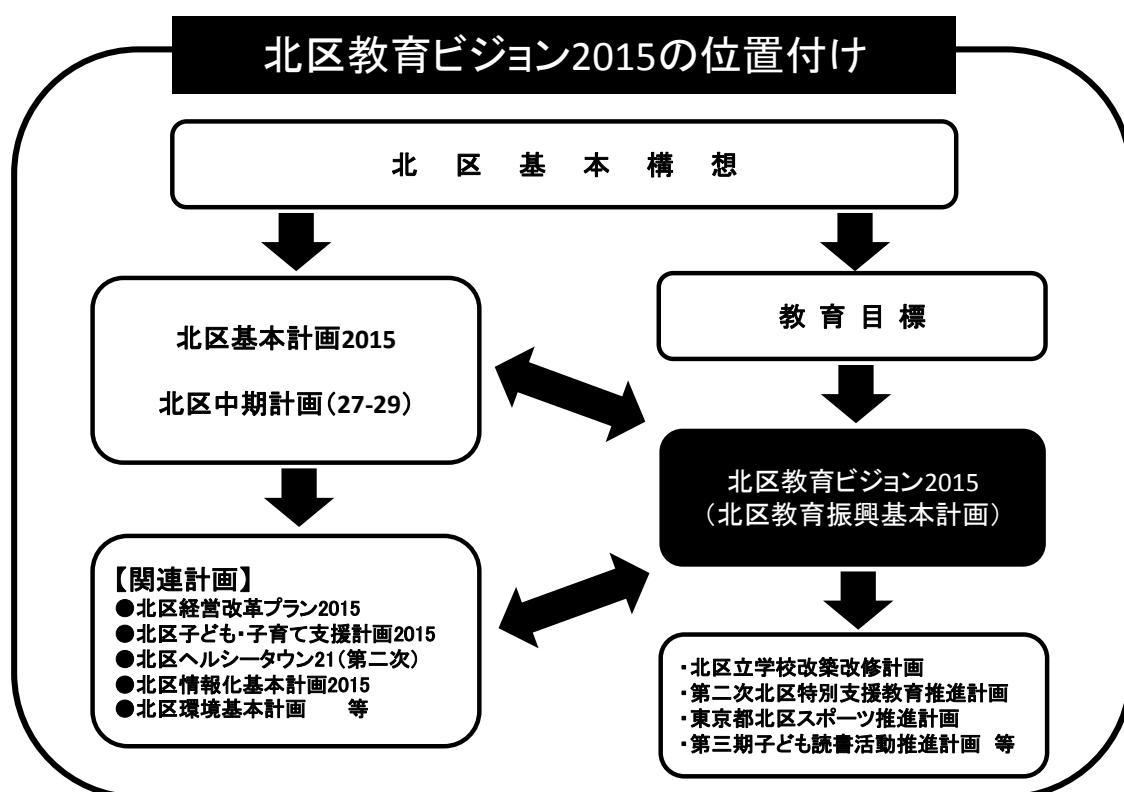 北区教育ビジョン2015の位置付け
北区基本構想
北区基本計画2015
北区中期計画(27-29)
教育目標
北区教育ビジョン2015
(北区教育振興基本計画)
【関連計画】
●北区経営改革プラン2015
●北区子ども・子育て支援計画2015
●北区ヘルシータウン21(第二次)
●北区情報化基本計画2015
●北区環境基本計画 等
・北区立学校改築改修計画
・第二次北区特別支援教育推進計画
・東京都北区スポーツ推進計画
・第三期子ども読書活動推進計画 等